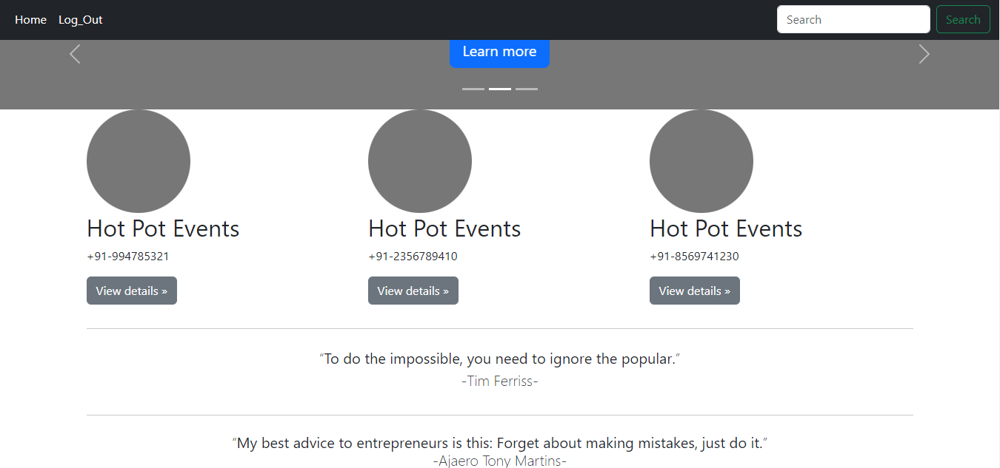 Home Log_Out Search Search
Learn more
Hot Pot Events Hot Pot Events Hot Pot Events
+91-994785321 +91-2356789410 +91-8569741230
View details » View details » View details »
“To do the impossible, you need to ignore the popular.”
-Tim Ferriss-
“My best advice to entrepreneurs is this: Forget about making mistakes, just do it.”
-Ajaero Tony Martins-